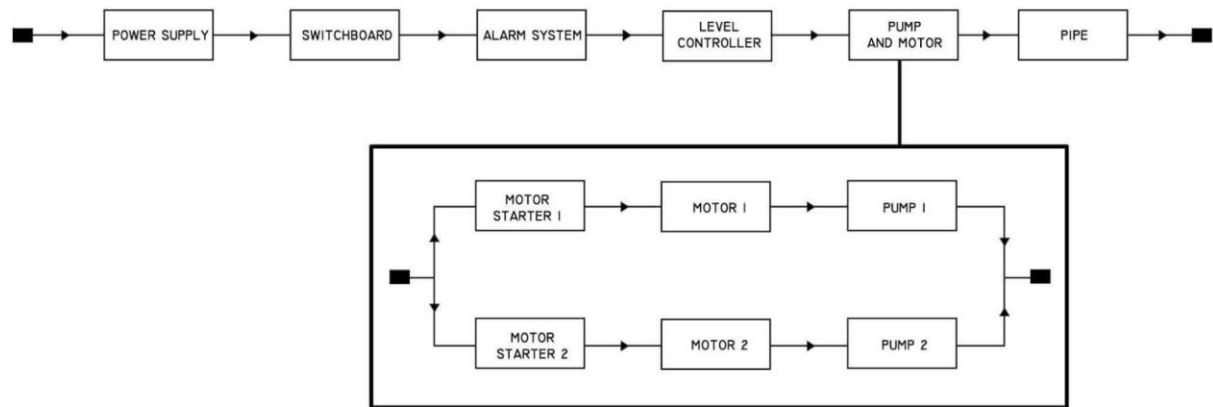 POWER SUPPLY
SWITCHBOARD
ALARM SYSTEM
LEVEL
CONTROLLER
PUMP
AND MOTOR
PIPE
MOTOR
STARTER 1
MOTOR 1
PUMP 1
MOTOR
STARTER 2
MOTOR 2
PUMP 2